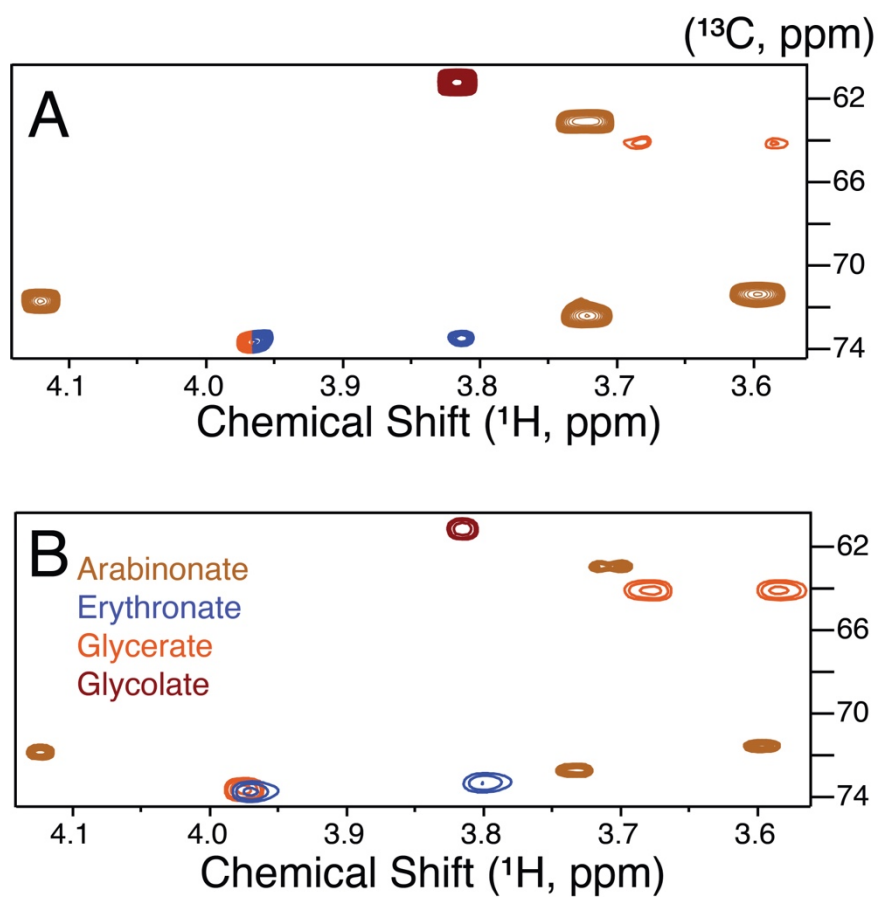 (¹³C, ppm)
A
62
66
70
74
4.1 4.0 3.9 3.8 3.7 3.6
Chemical Shift (¹H, ppm)
B
Arabinonate
Erythronate
Glycerate
Glycolate
62
66
70
74
4.1 4.0 3.9 3.8 3.7 3.6
Chemical Shift (¹H, ppm)